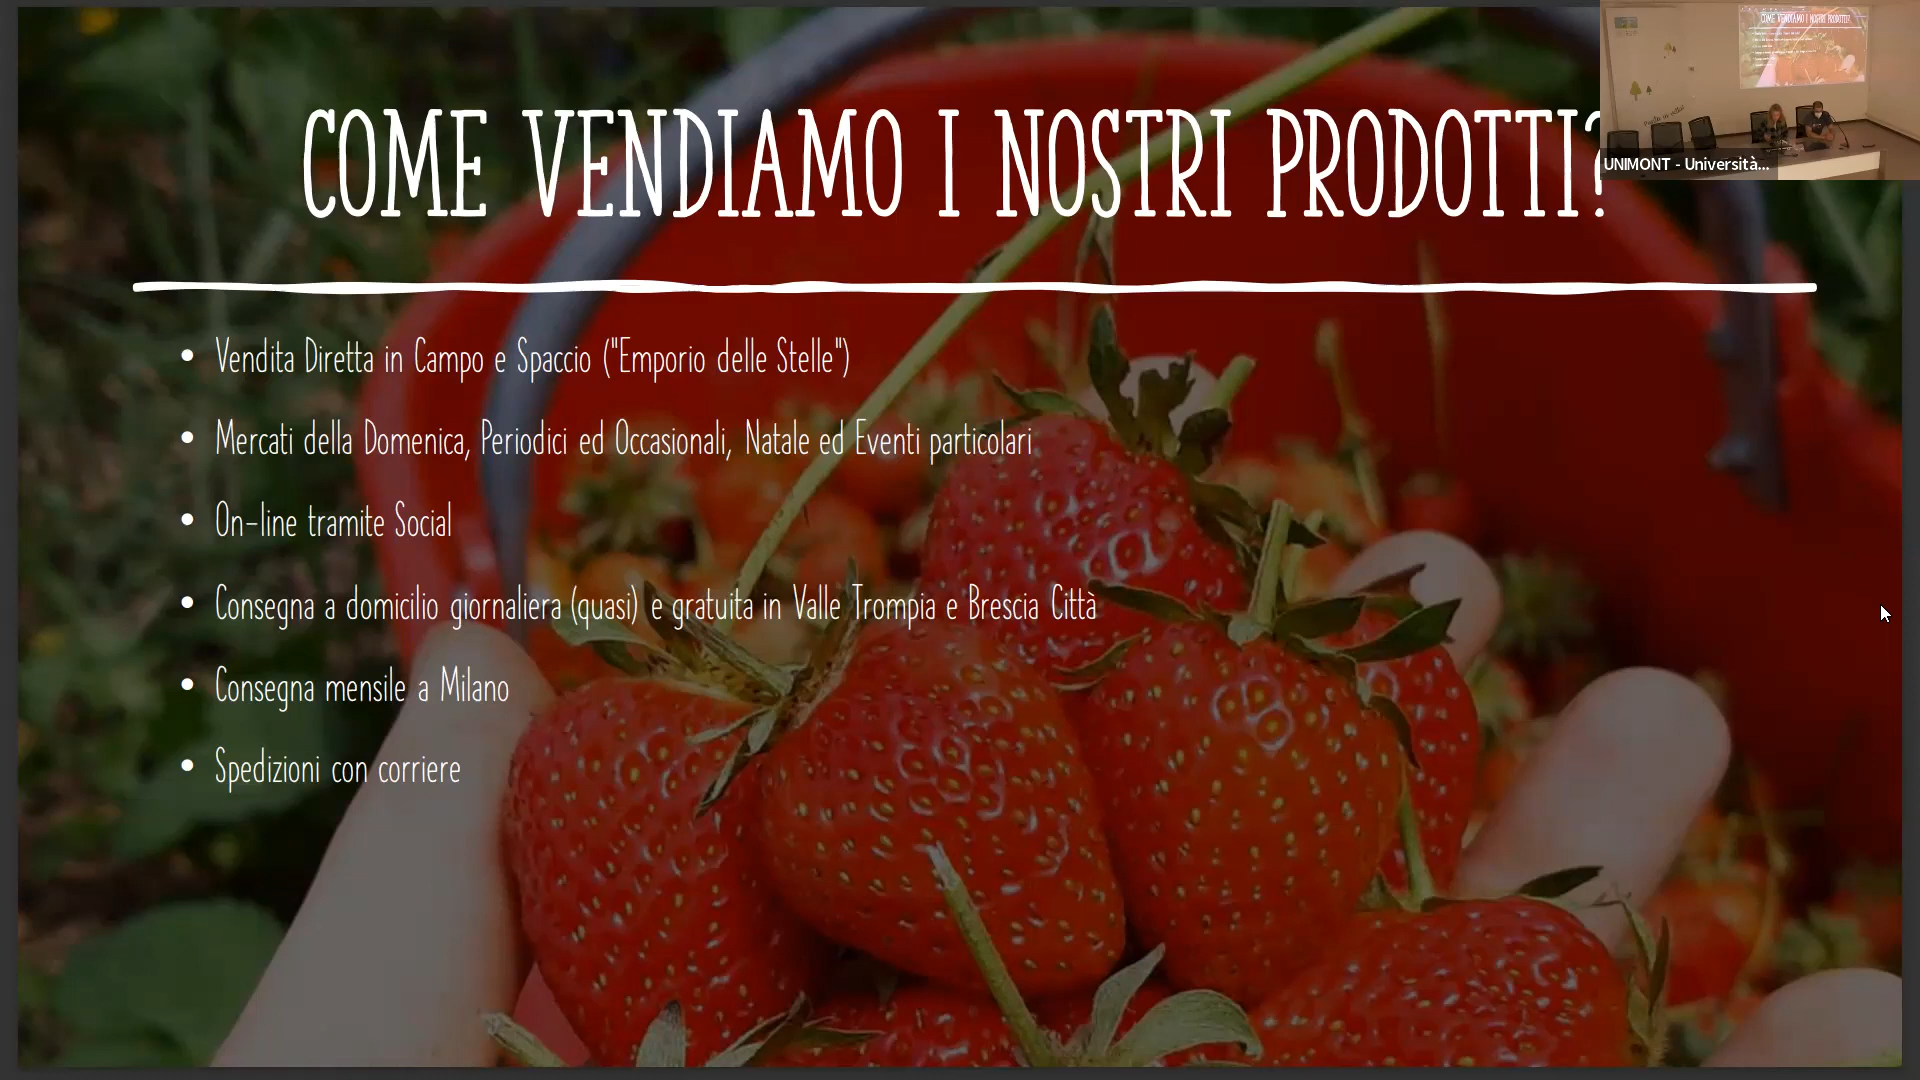 COME VENDIAMO I NOSTRI PRODOTTI?
UNIMONT - Università...
• Vendita Diretta in Campo e Spaccio ("Emporio delle Stelle")
• Mercati della Domenica, Periodici ed Occasionali, Natale ed Eventi particolari
• On-line tramite Social
• Consegna a domicilio giornaliera (quasi) e gratuita in Valle Trompia e Brescia Città
• Consegna mensile a Milano
• Spedizioni con corriere